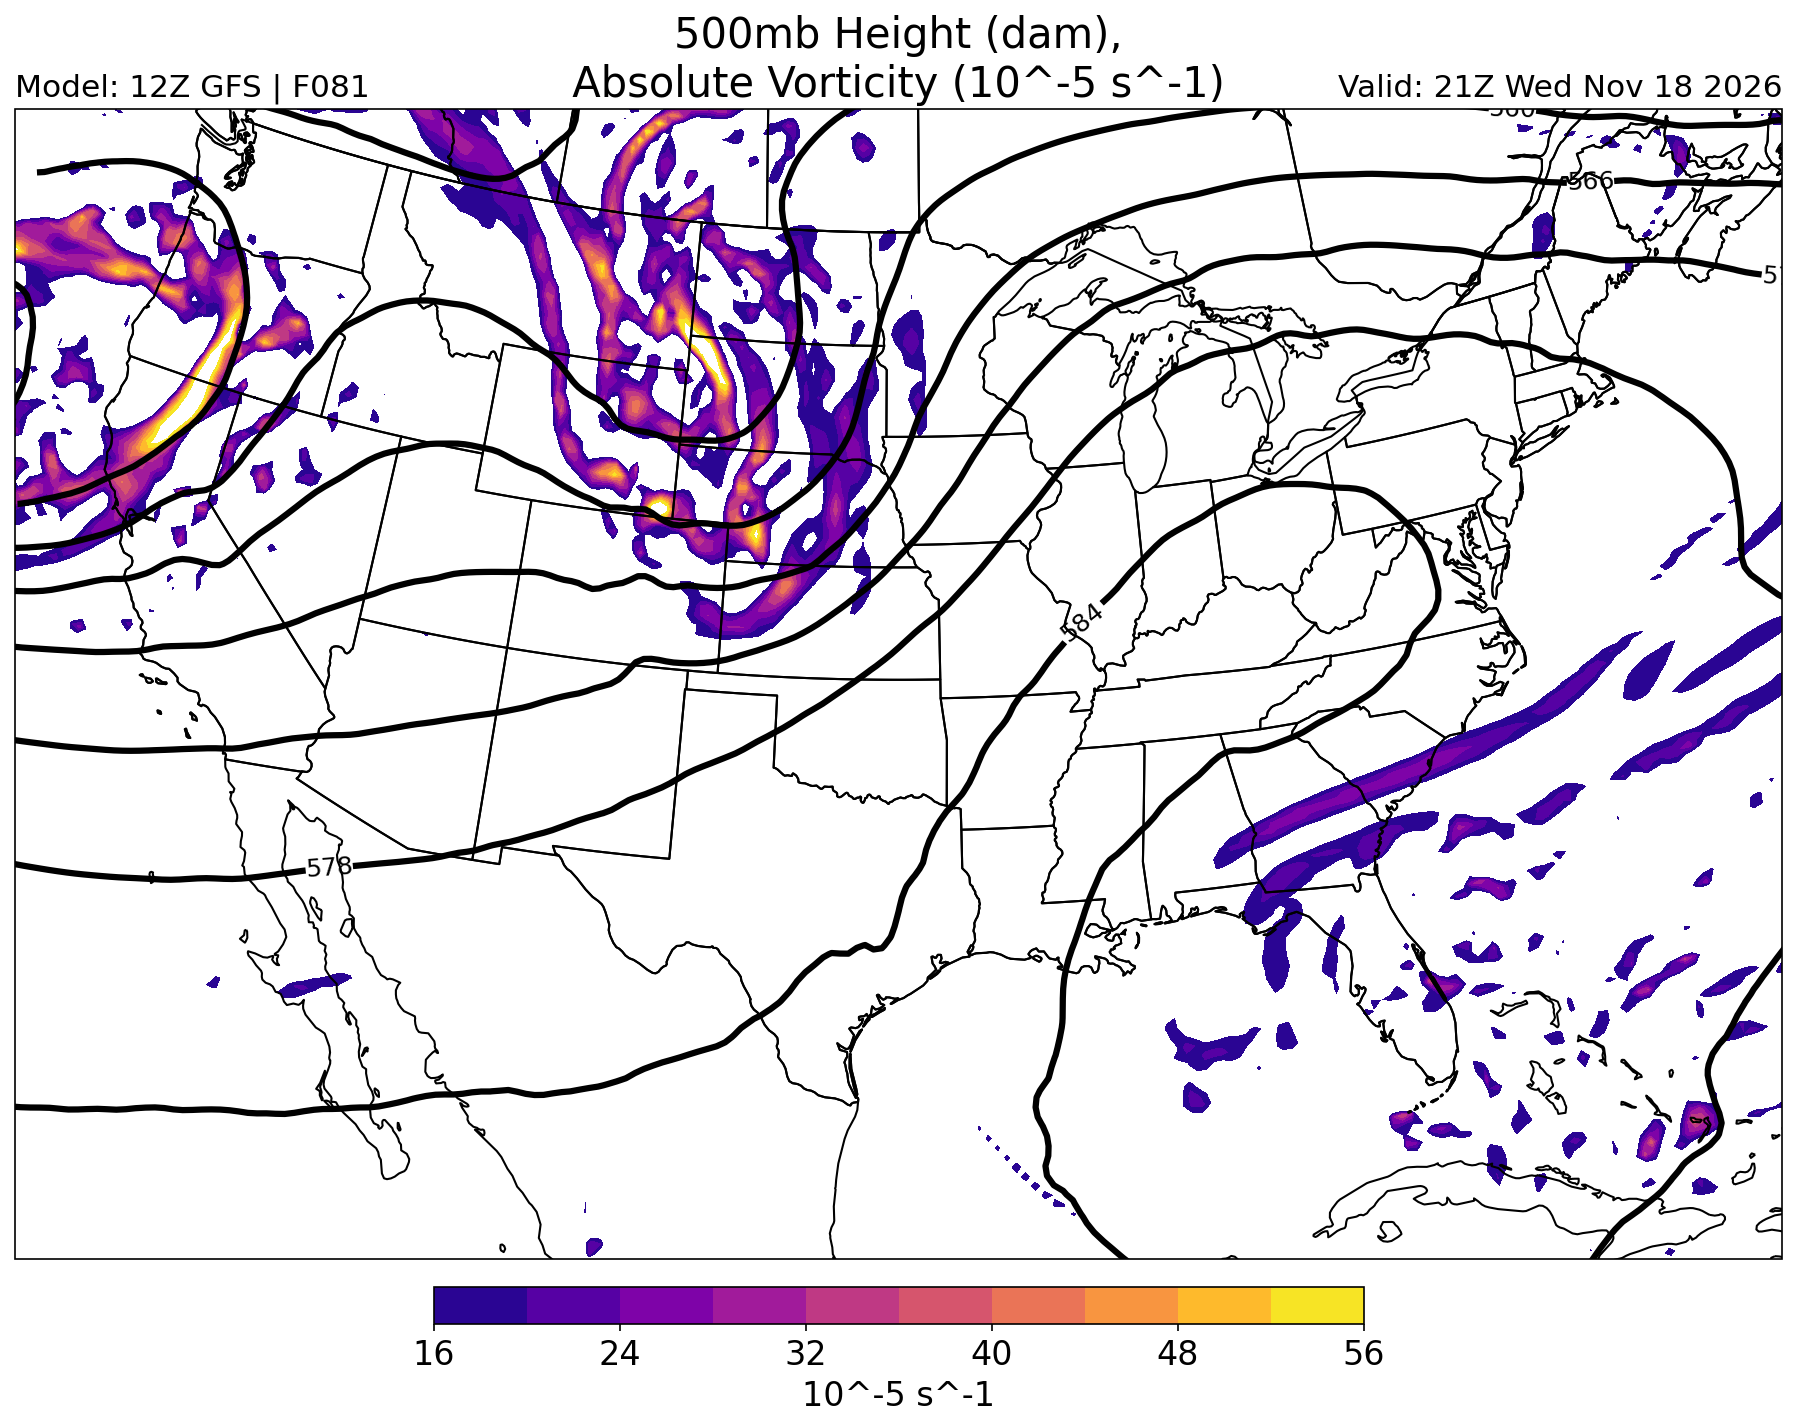 500mb Height (dam),
Absolute Vorticity (10^-5 s^-1)
Model: 12Z GFS | F081
Valid: 21Z Wed Nov 18 2026
566
584
578
16 24 32 40 48 56
10^-5 s^-1